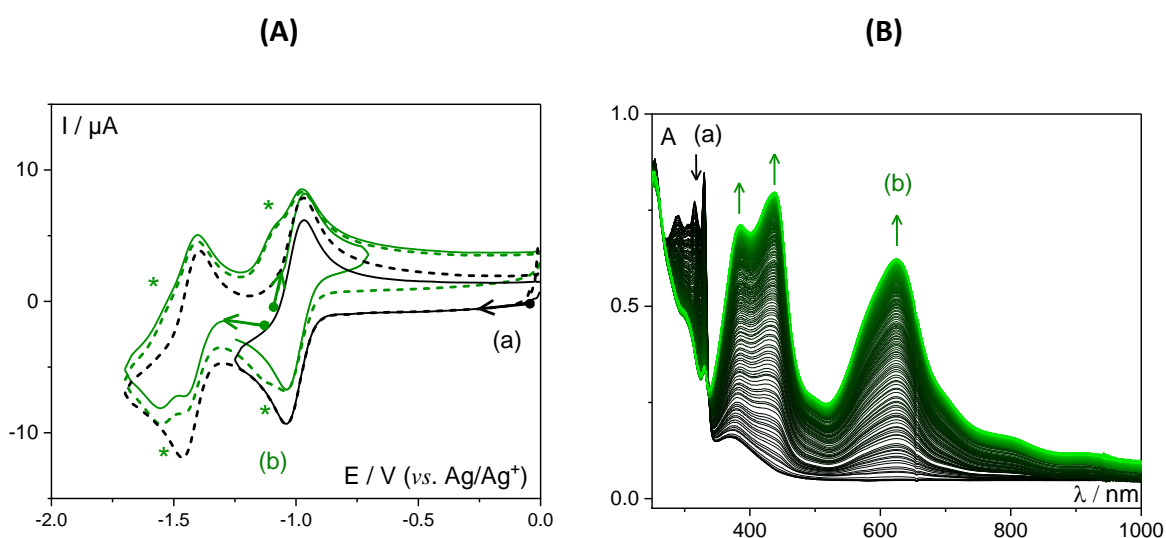 (A)
I / µA
10
0
-10
*
*
*
*
(a)
(b)
E / V (vs. Ag/Ag⁺)
-2.0 -1.5 -1.0 -0.5 0.0
(B)
1.0
0.5
0.0
A (a)
(b)
λ / nm
400 600 800 1000